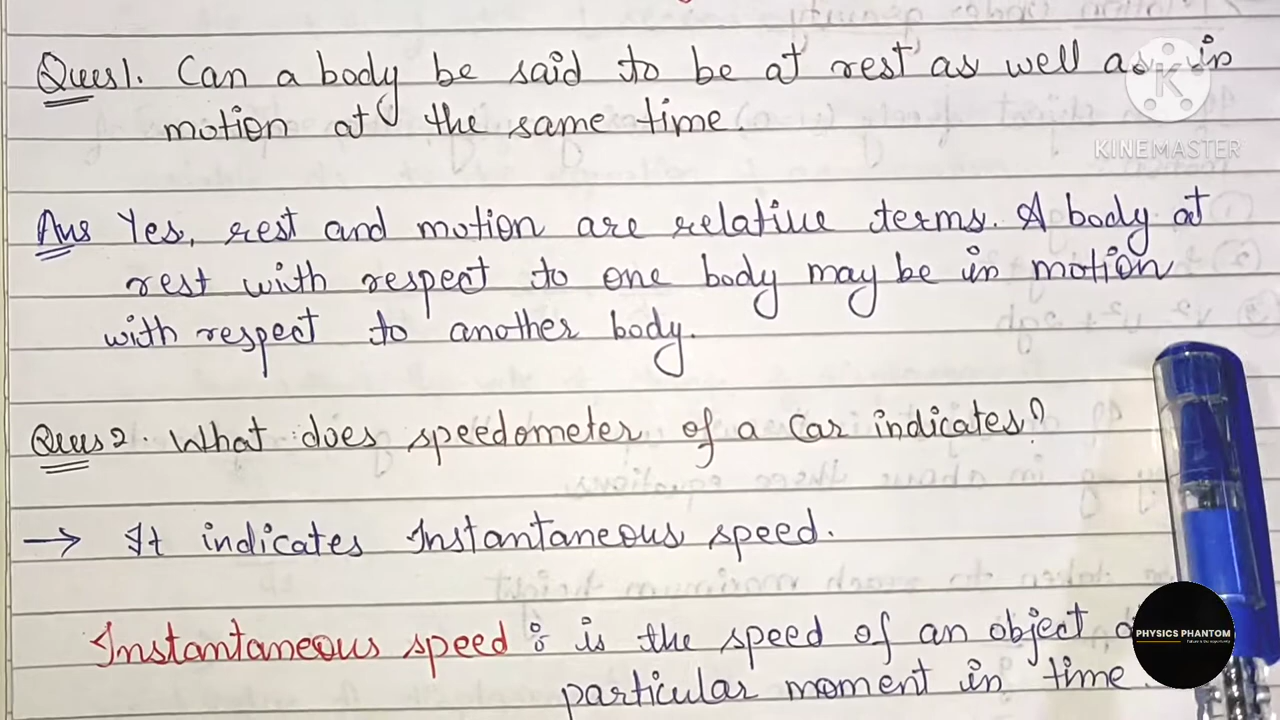 Ques1. Can a body be said to be at rest as well as in
motion at the same time.
KINEMASTER
Ans Yes, rest and motion are relative terms. A body at
rest with respect to one body may be in motion
with respect to another body.
Ques 2. What does speedometer of a Car indicates?
→ It indicates Instantaneous speed.
Instantaneous speed : is the speed of an object
PHYSICS PHANTOM
particular moment in time.